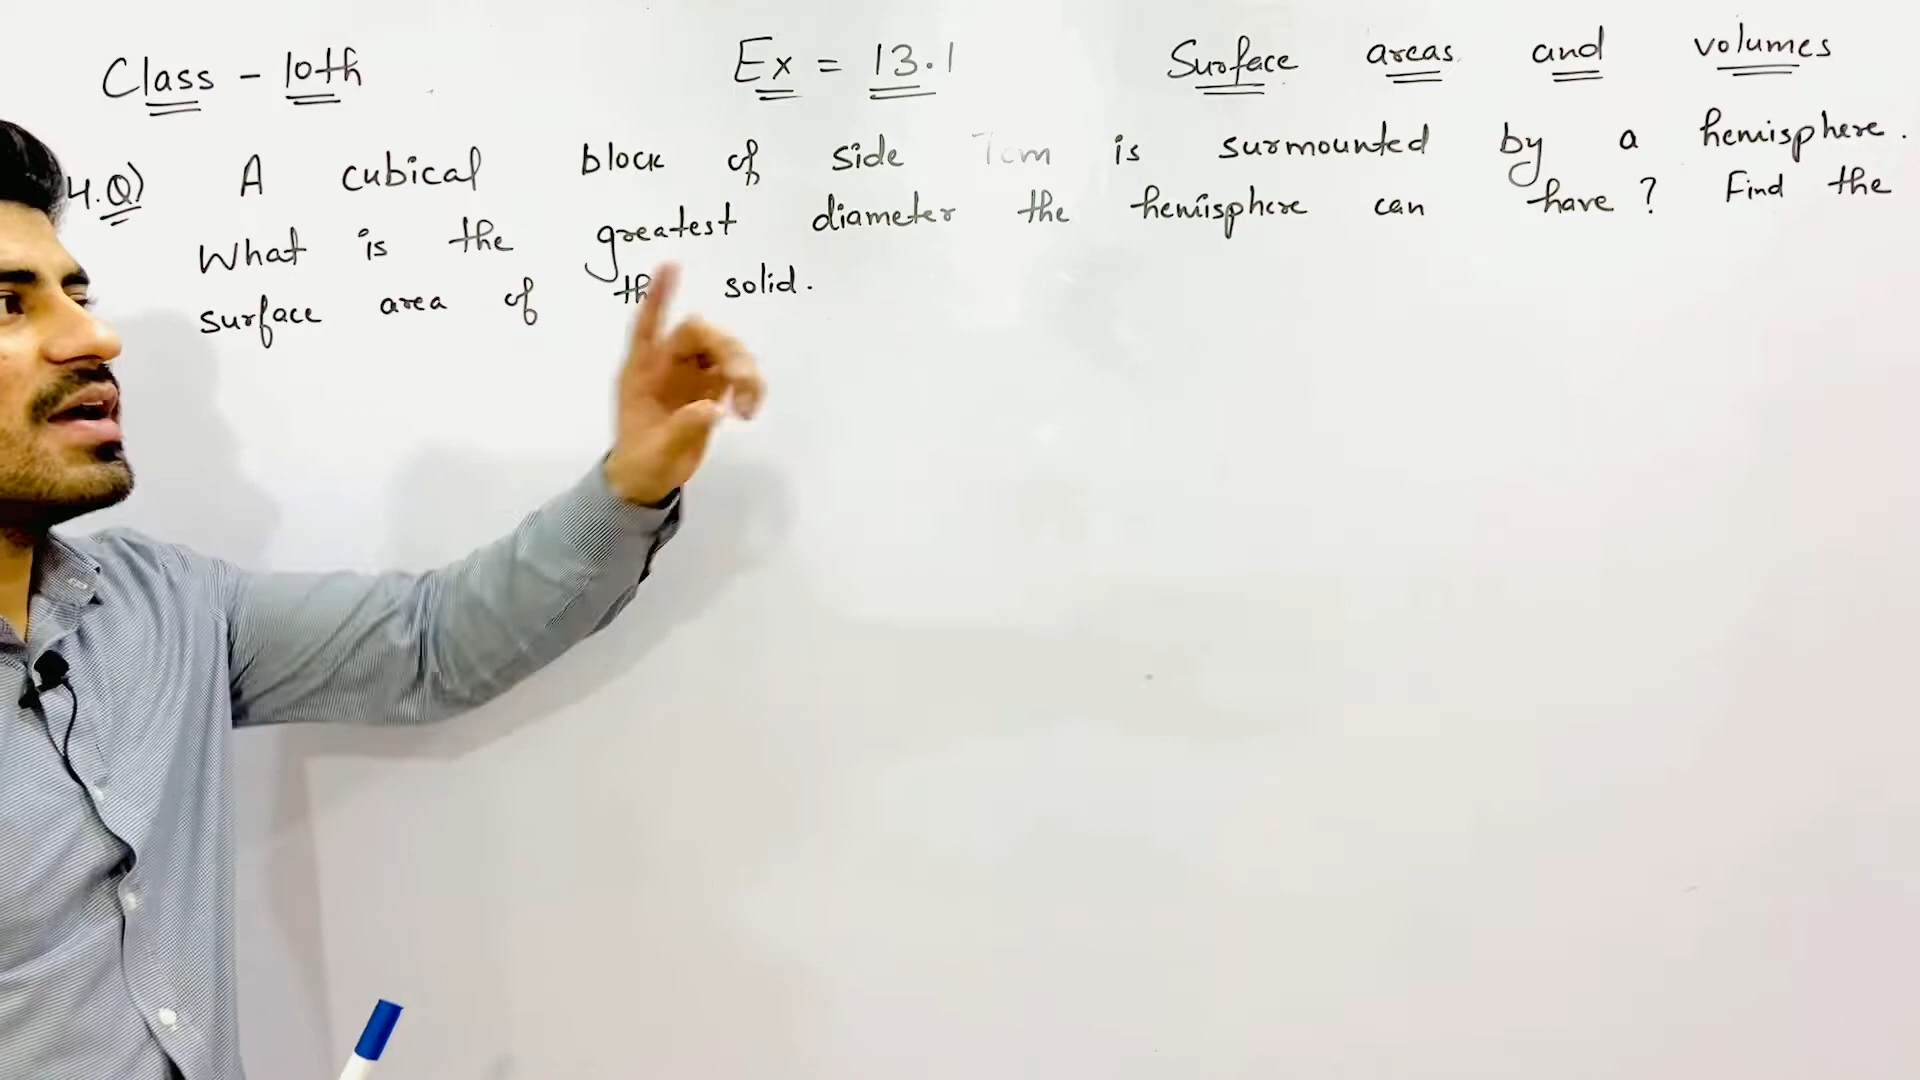 Class - 10th Ex = 13.1 Surface areas and volumes
4.Q) A cubical block of side 7cm is surmounted by a hemisphere.
What is the greatest diameter the hemisphere can have? Find the
surface area of the solid.